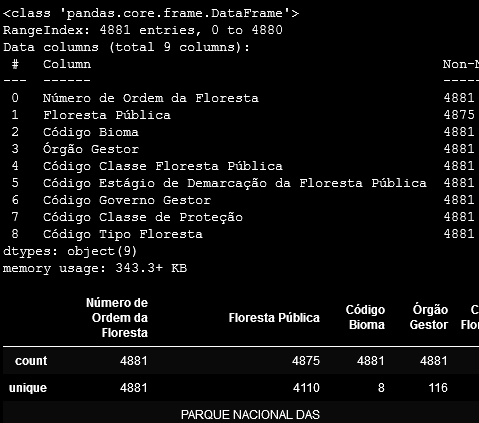 <class 'pandas.core.frame.DataFrame'>
RangeIndex: 4881 entries, 0 to 4880
Data columns (total 9 columns):
# Column Non-N
--- ------ -----
0 Número de Ordem da Floresta 4881
1 Floresta Pública 4875
2 Código Bioma 4881
3 Órgão Gestor 4881
4 Código Classe Floresta Pública 4881
5 Código Estágio de Demarcação da Floresta Pública 4881
6 Código Governo Gestor 4881
7 Código Classe de Proteção 4881
8 Código Tipo Floresta 4881
dtypes: object(9)
memory usage: 343.3+ KB
Número de
Ordem da
Floresta
Floresta Pública
Código
Bioma
Órgão
Gestor
count 4881 4875 4881 4881
unique 4881 4110 8 116
PARQUE NACIONAL DAS